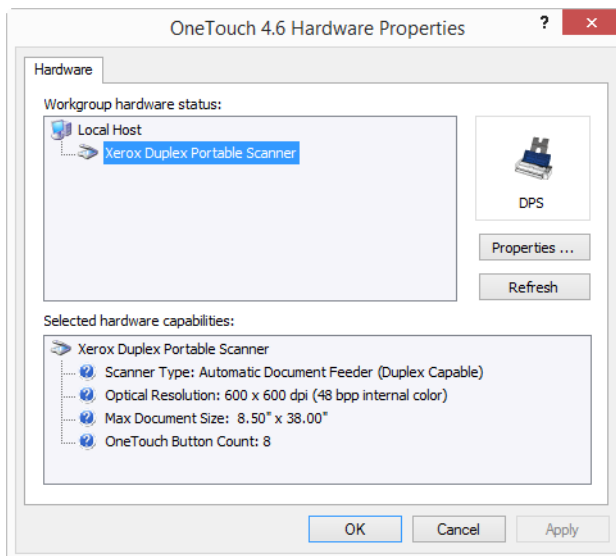 OneTouch 4.6 Hardware Properties
?
Hardware
Workgroup hardware status:
Local Host
Xerox Duplex Portable Scanner
DPS
Properties ...
Refresh
Selected hardware capabilities:
Xerox Duplex Portable Scanner
Scanner Type: Automatic Document Feeder (Duplex Capable)
Optical Resolution: 600 x 600 dpi (48 bpp internal color)
Max Document Size: 8.50" x 38.00"
OneTouch Button Count: 8
OK Cancel Apply